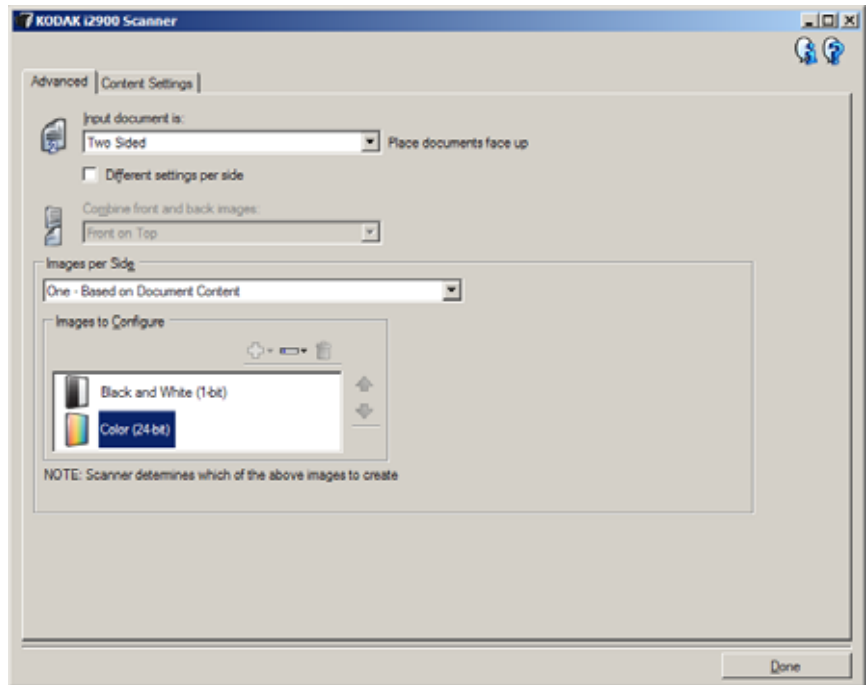 KODAK i2900 Scanner
Advanced
Content Settings
Input document is:
Two Sided
Place documents face up
Different settings per side
Combine front and back images:
Front on Top
Images per Side
One - Based on Document Content
Images to Configure
Black and White (1-bit)
Color (24-bit)
NOTE: Scanner determines which of the above images to create
Done